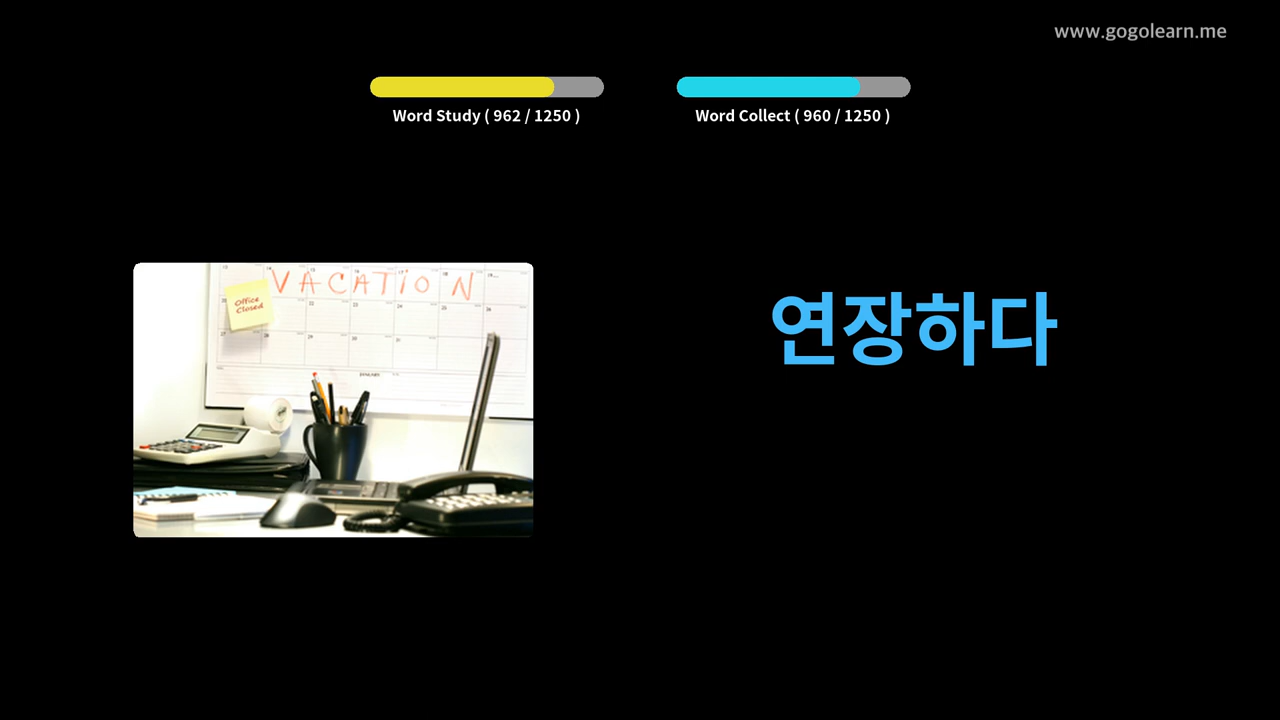 www.gogolearn.me
Word Study ( 962 / 1250 )
Word Collect ( 960 / 1250 )
VACATION
Office
Closed
연장하다